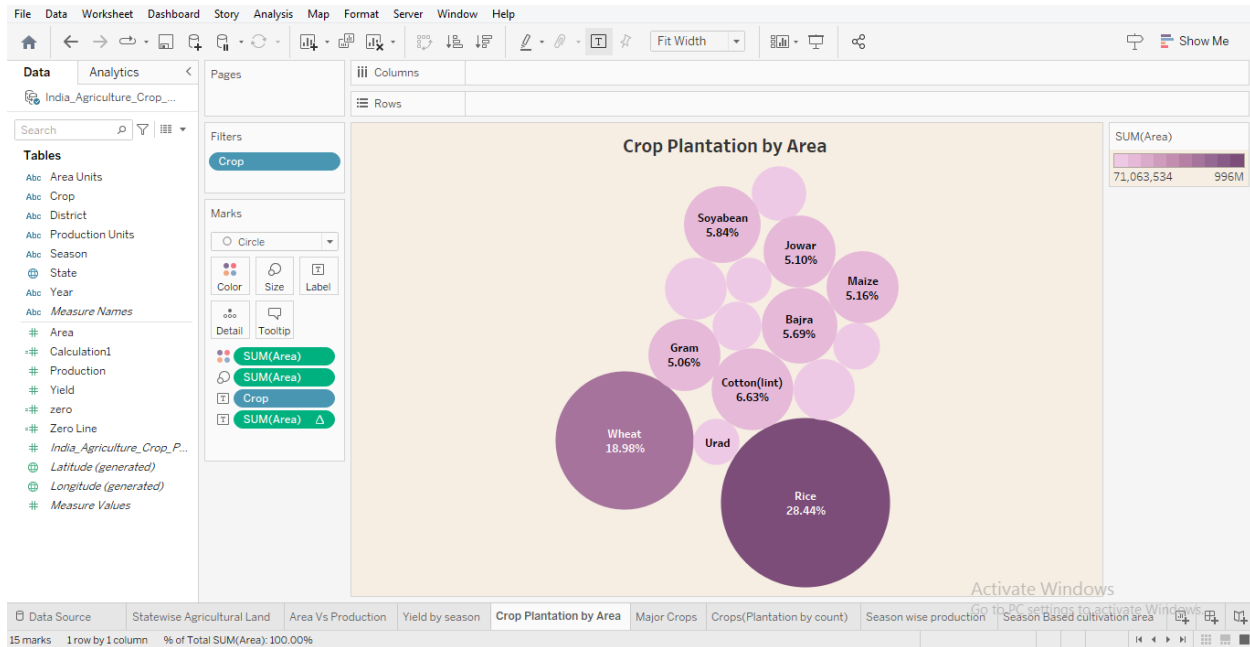 File Data Worksheet Dashboard Story Analysis Map Format Server Window Help
Fit Width
Show Me
Data Analytics
India_Agriculture_Crop_...
Search
Tables
Abc Area Units
Abc Crop
Abc District
Abc Production Units
Abc Season
State
Abc Year
Abc Measure Names
# Area
=# Calculation1
# Production
# Yield
=# zero
=# Zero Line
# India_Agriculture_Crop_P...
Latitude (generated)
Longitude (generated)
# Measure Values
Pages
Filters
Crop
Marks
Circle
Color Size Label
Detail Tooltip
SUM(Area)
SUM(Area)
T Crop
T SUM(Area) Δ
iii Columns
Rows
Crop Plantation by Area
Soyabean
5.84%
Jowar
5.10%
Maize
5.16%
Bajra
5.69%
Gram
5.06%
Cotton(lint)
6.63%
Wheat
18.98%
Urad
Rice
28.44%
SUM(Area)
71,063,534 996M
Activate Windows
Go to PC settings to activate Windows.
Data Source Statewise Agricultural Land Area Vs Production Yield by season Crop Plantation by Area Major Crops Crops(Plantation by count) Season wise production Season Based cultivation area
15 marks 1 row by 1 column % of Total SUM(Area): 100.00%